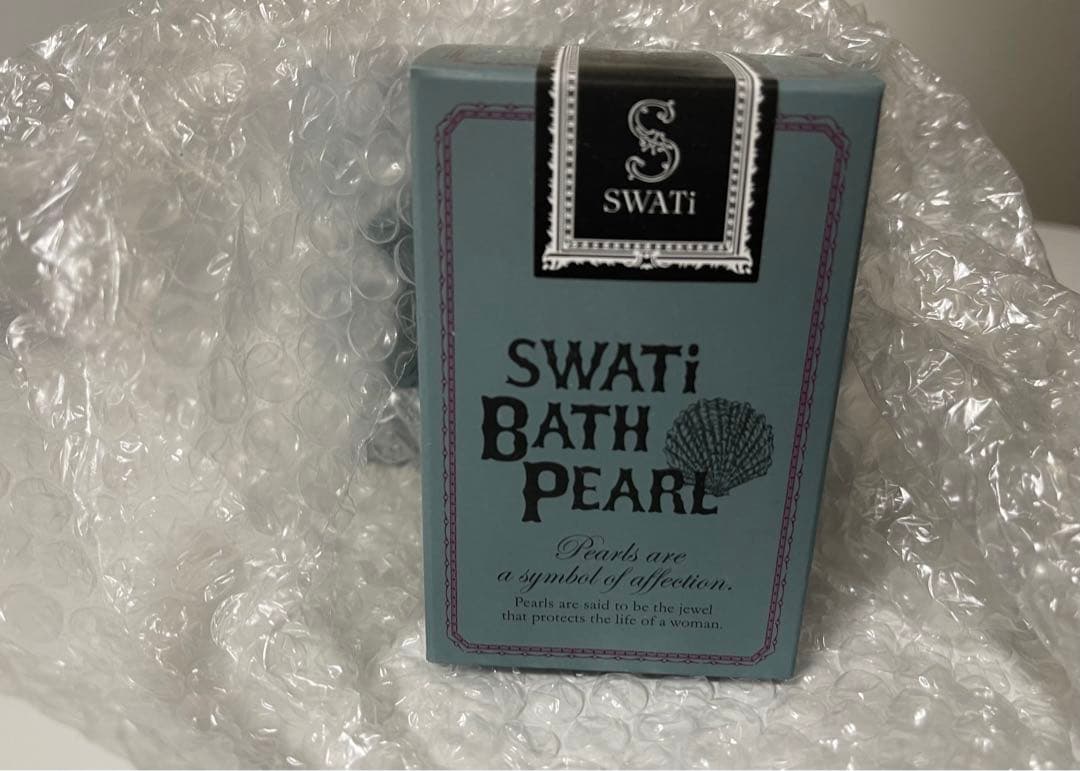 S
SWATi
SWATi
BATH
PEARL
Pearls are
a symbol of affection.
Pearls are said to be the jewel
that protects the life of a woman.